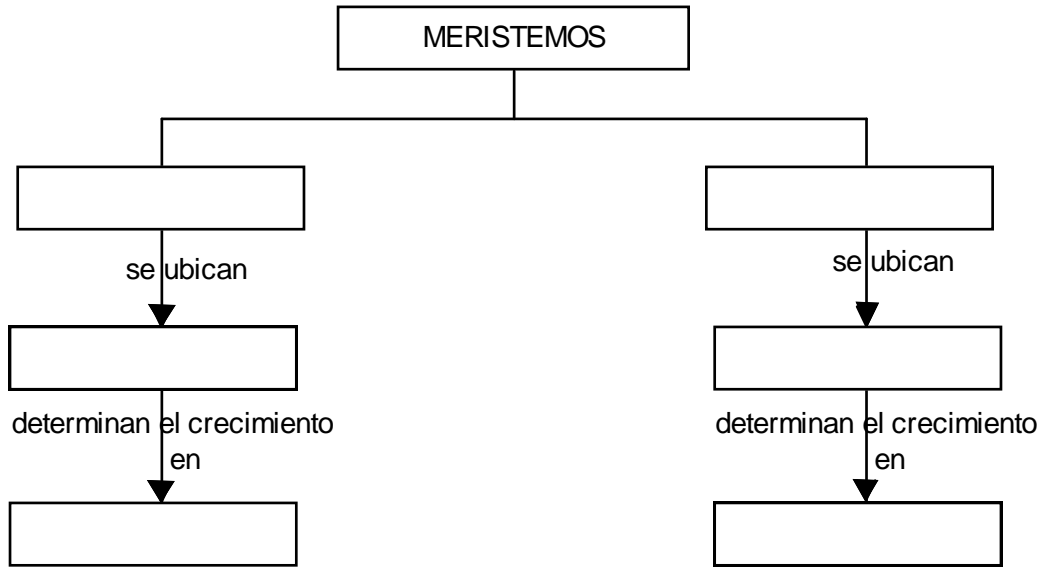 MERISTEMOS
se ubican
se ubican
determinan el crecimiento
en
determinan el crecimiento
en